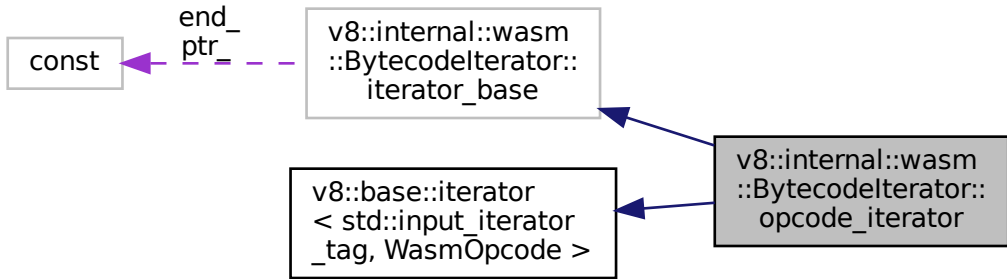 end_
ptr_
const
v8::internal::wasm
::BytecodeIterator::
iterator_base
v8::base::iterator
< std::input_iterator
_tag, WasmOpcode >
v8::internal::wasm
::BytecodeIterator::
opcode_iterator